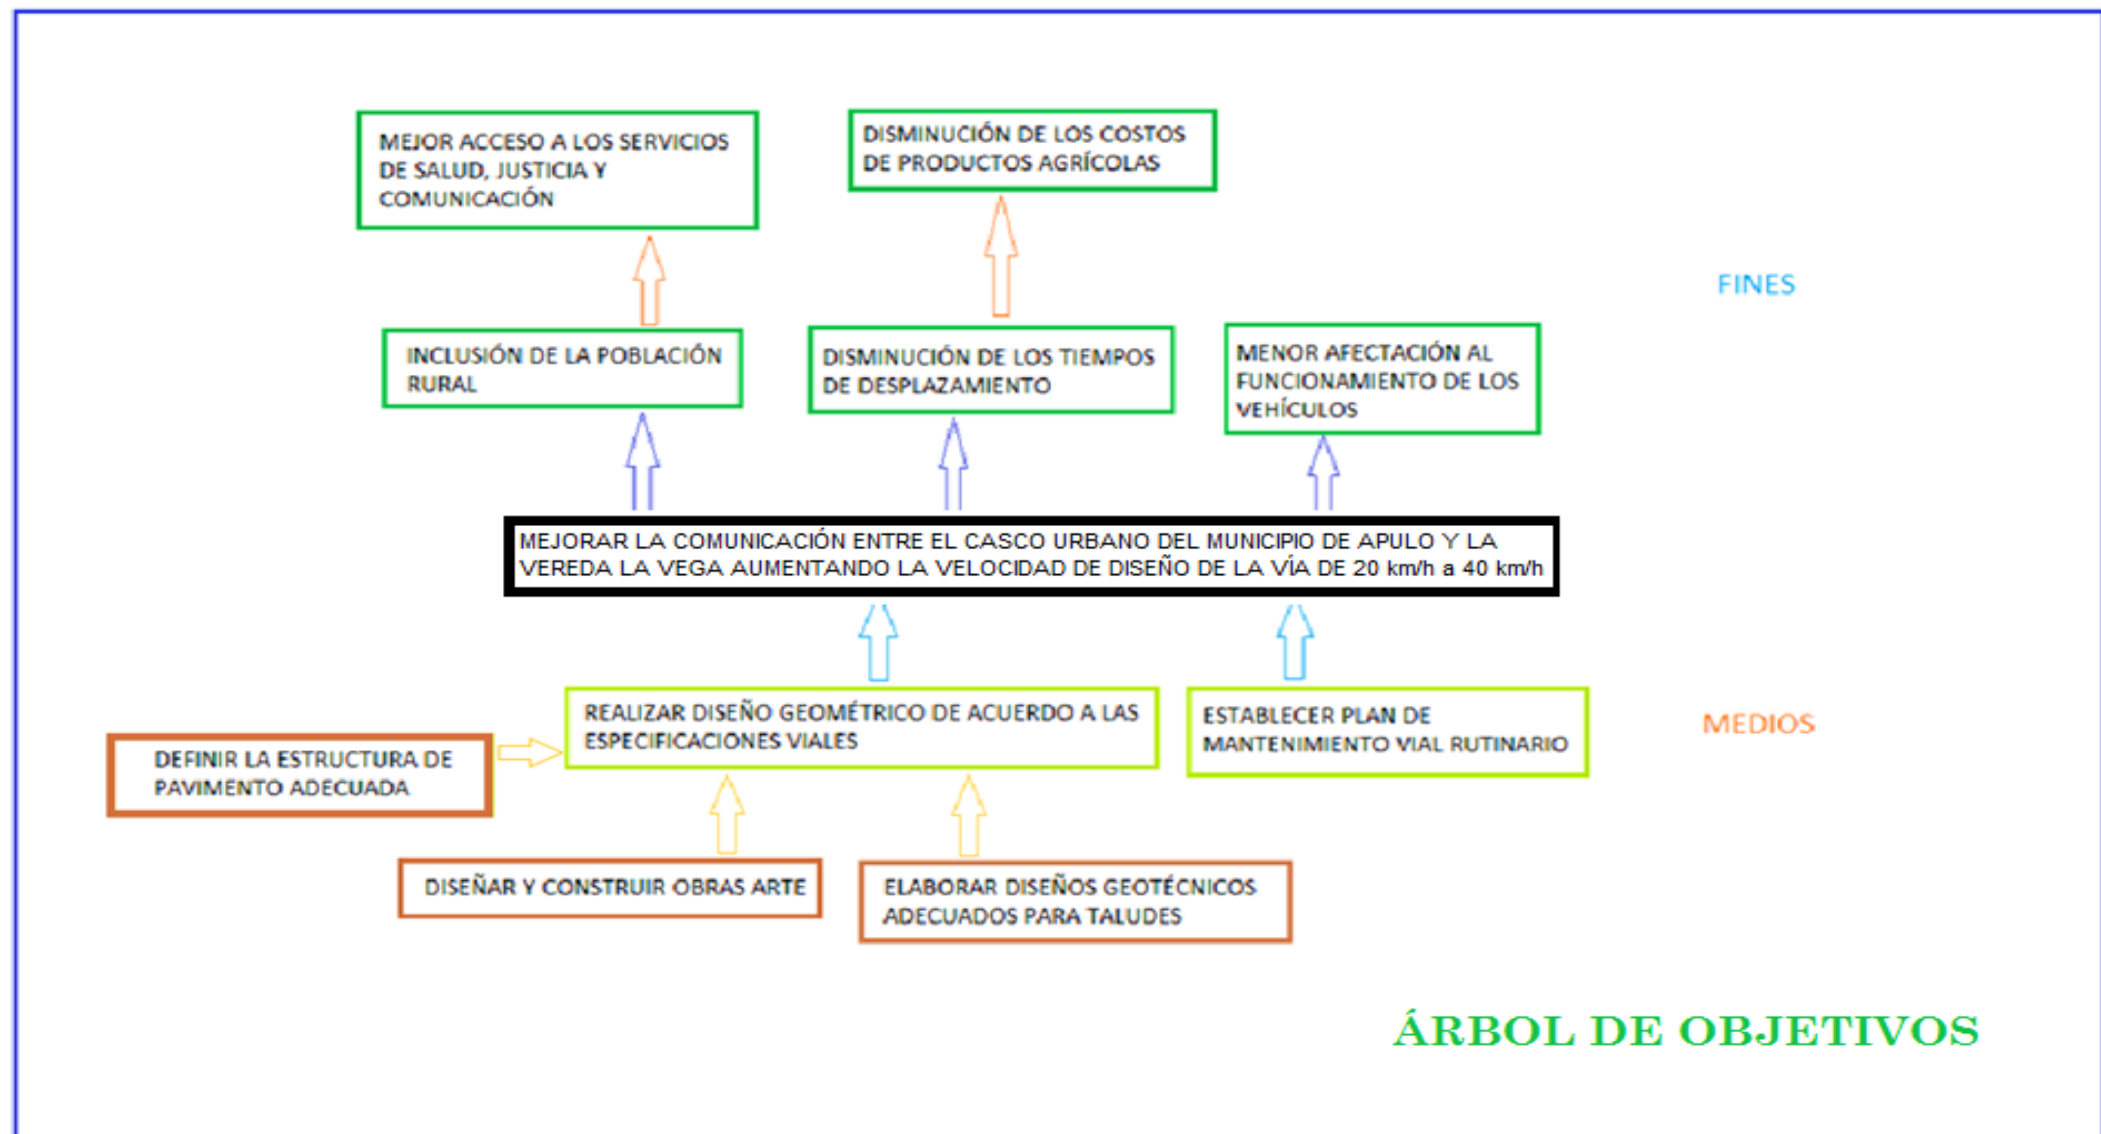 MEJOR ACCESO A LOS SERVICIOS
DE SALUD, JUSTICIA Y
COMUNICACIÓN
DISMINUCIÓN DE LOS COSTOS
DE PRODUCTOS AGRÍCOLAS
FINES
INCLUSIÓN DE LA POBLACIÓN
RURAL
DISMINUCIÓN DE LOS TIEMPOS
DE DESPLAZAMIENTO
MENOR AFECTACIÓN AL
FUNCIONAMIENTO DE LOS
VEHÍCULOS
MEJORAR LA COMUNICACIÓN ENTRE EL CASCO URBANO DEL MUNICIPIO DE APULO Y LA
VEREDA LA VEGA AUMENTANDO LA VELOCIDAD DE DISEÑO DE LA VÍA DE 20 km/h a 40 km/h
REALIZAR DISEÑO GEOMÉTRICO DE ACUERDO A LAS
ESPECIFICACIONES VIALES
ESTABLECER PLAN DE
MANTENIMIENTO VIAL RUTINARIO
MEDIOS
DEFINIR LA ESTRUCTURA DE
PAVIMENTO ADECUADA
DISEÑAR Y CONSTRUIR OBRAS ARTE
ELABORAR DISEÑOS GEOTÉCNICOS
ADECUADOS PARA TALUDES
ÁRBOL DE OBJETIVOS